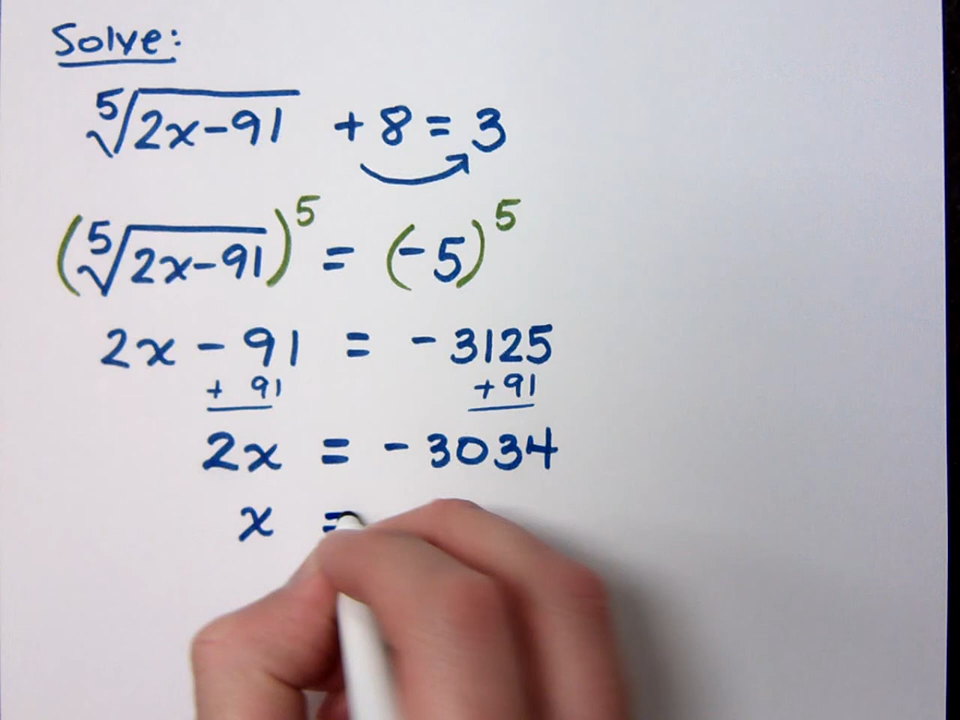 Solve:
⁵√(2x-91) + 8 = 3
(⁵√(2x-91))⁵ = (-5)⁵
2x - 91 = -3125
+ 91 +91
2x = -3034
x =